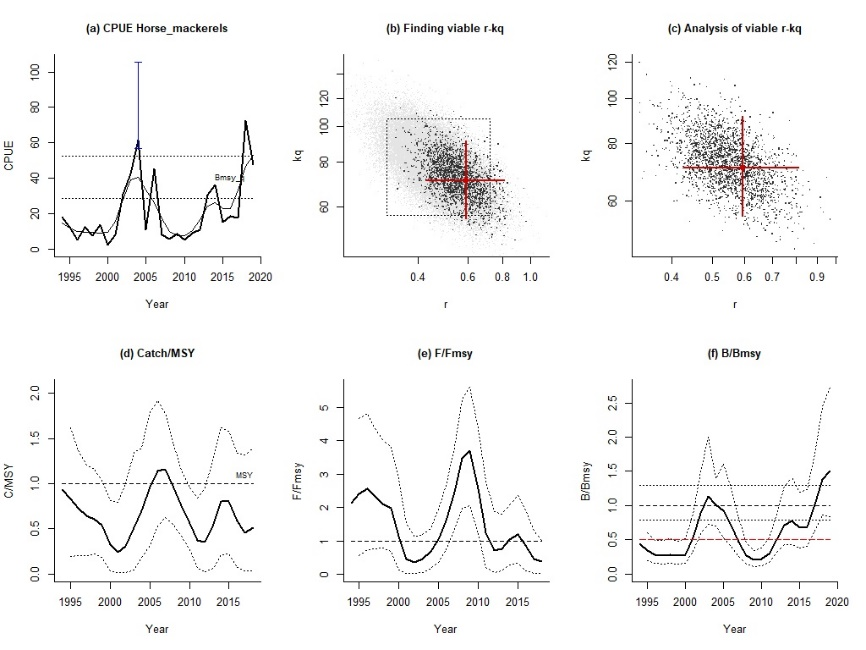 (a) CPUE Horse_mackerels
(b) Finding viable r-kq
(c) Analysis of viable r-kq
CPUE
0 20 40 60 80 100
Bmsy_q
1995 2000 2005 2010 2015 2020
Year
kq
60 80 100 120
0.4 0.6 0.8 1.0
r
kq
60 80 100 120
0.4 0.5 0.6 0.7 0.9
r
(d) Catch/MSY
(e) F/Fmsy
(f) B/Bmsy
C/MSY
0.0 0.5 1.0 1.5 2.0
MSY
1995 2000 2005 2010 2015
Year
F/Fmsy
0 1 2 3 4 5
1995 2000 2005 2010 2015
Year
B/Bmsy
0.0 0.5 1.0 1.5 2.0 2.5
1995 2000 2005 2010 2015 2020
Year